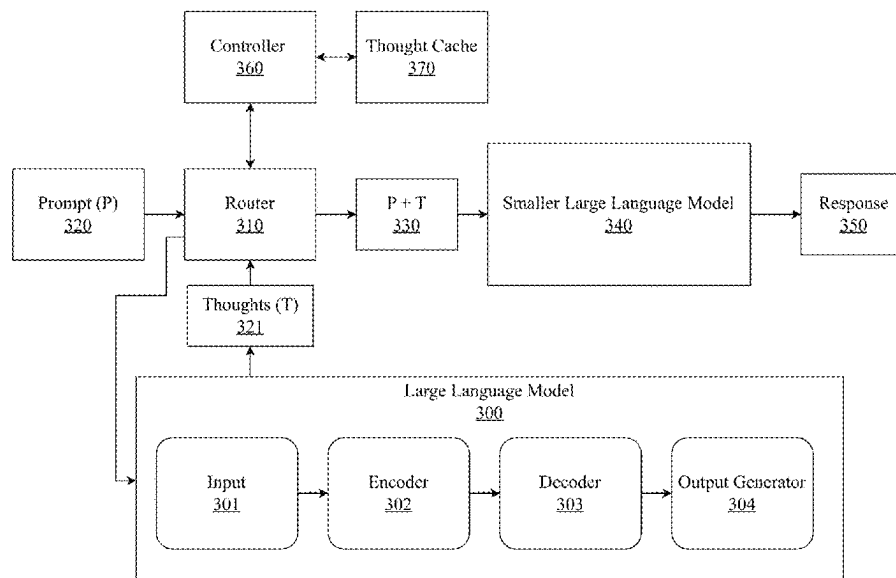 Controller
360
Thought Cache
370
Prompt (P)
320
Router
310
P + T
330
Smaller Large Language Model
340
Response
350
Thoughts (T)
321
Large Language Model
300
Input
301
Encoder
302
Decoder
303
Output Generator
304